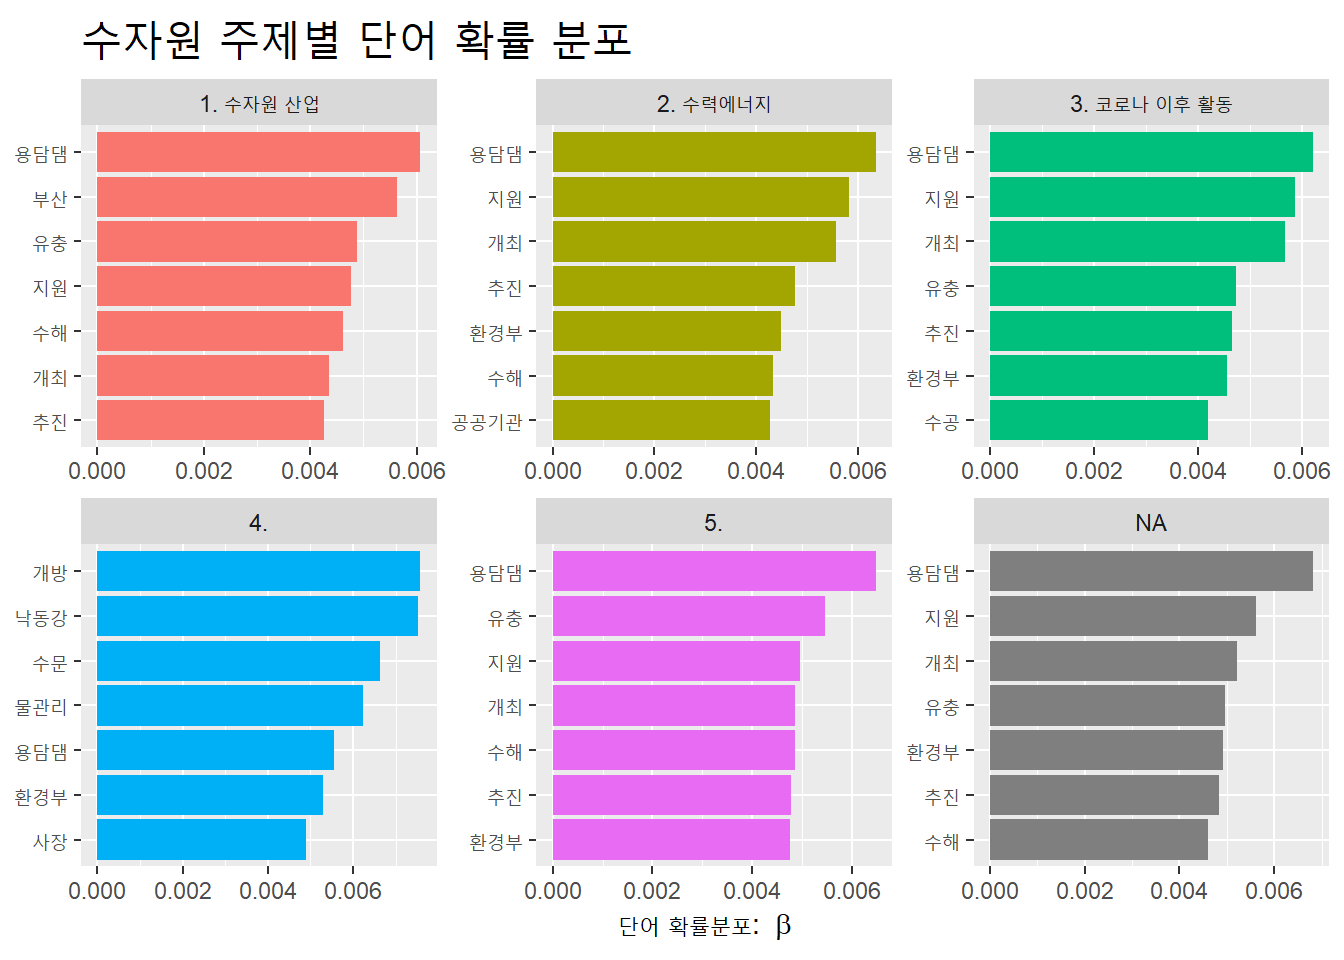 수자원 주제별 단어 확률 분포
1. 수자원 산업
용담댐
부산
유충
지원
수해
개최
추진
0.000 0.002 0.004 0.006
2. 수력에너지
용담댐
지원
개최
추진
환경부
수해
공공기관
0.000 0.002 0.004 0.006
3. 코로나 이후 활동
용담댐
지원
개최
유충
추진
환경부
수공
0.000 0.002 0.004 0.006
4.
개방
낙동강
수문
물관리
용담댐
환경부
사장
0.000 0.002 0.004 0.006
5.
용담댐
유충
지원
개최
수해
추진
환경부
0.000 0.002 0.004 0.006
NA
용담댐
지원
개최
유충
환경부
추진
수해
0.000 0.002 0.004 0.006
단어 확률분포: β